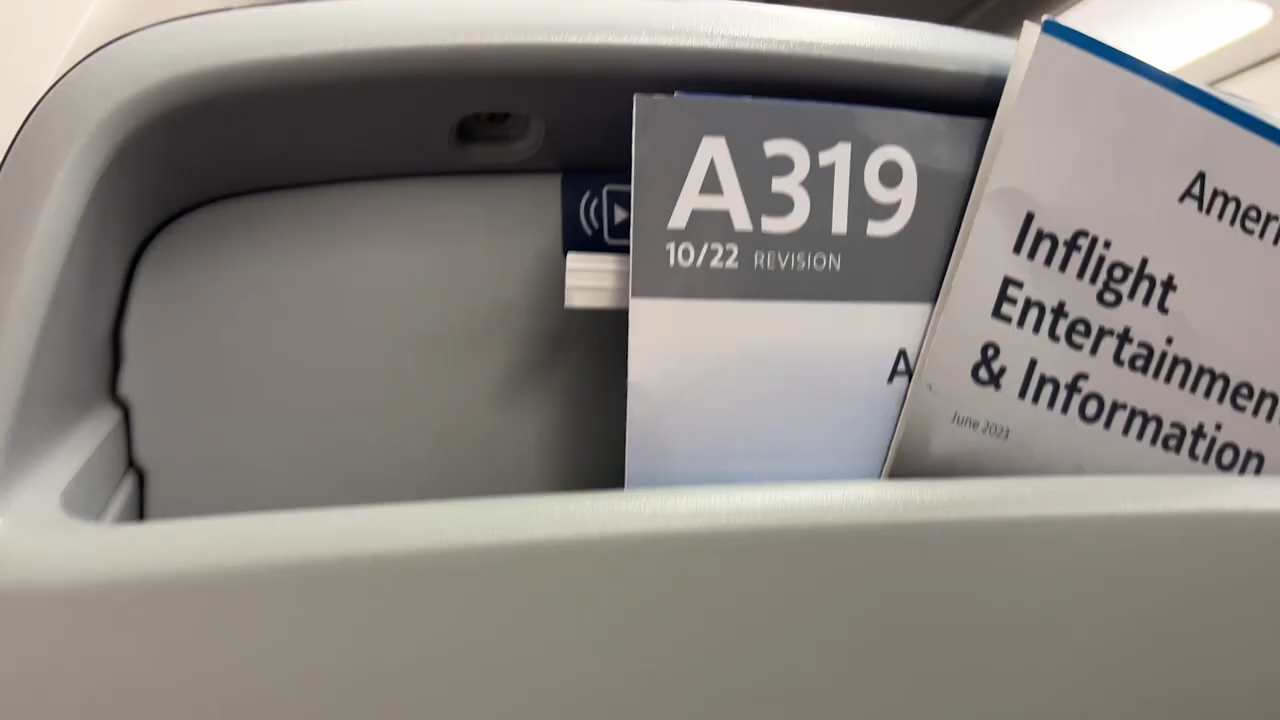 A319
10/22 REVISION
A
Ameri
Inflight
Entertainmen
& Information
June 2023